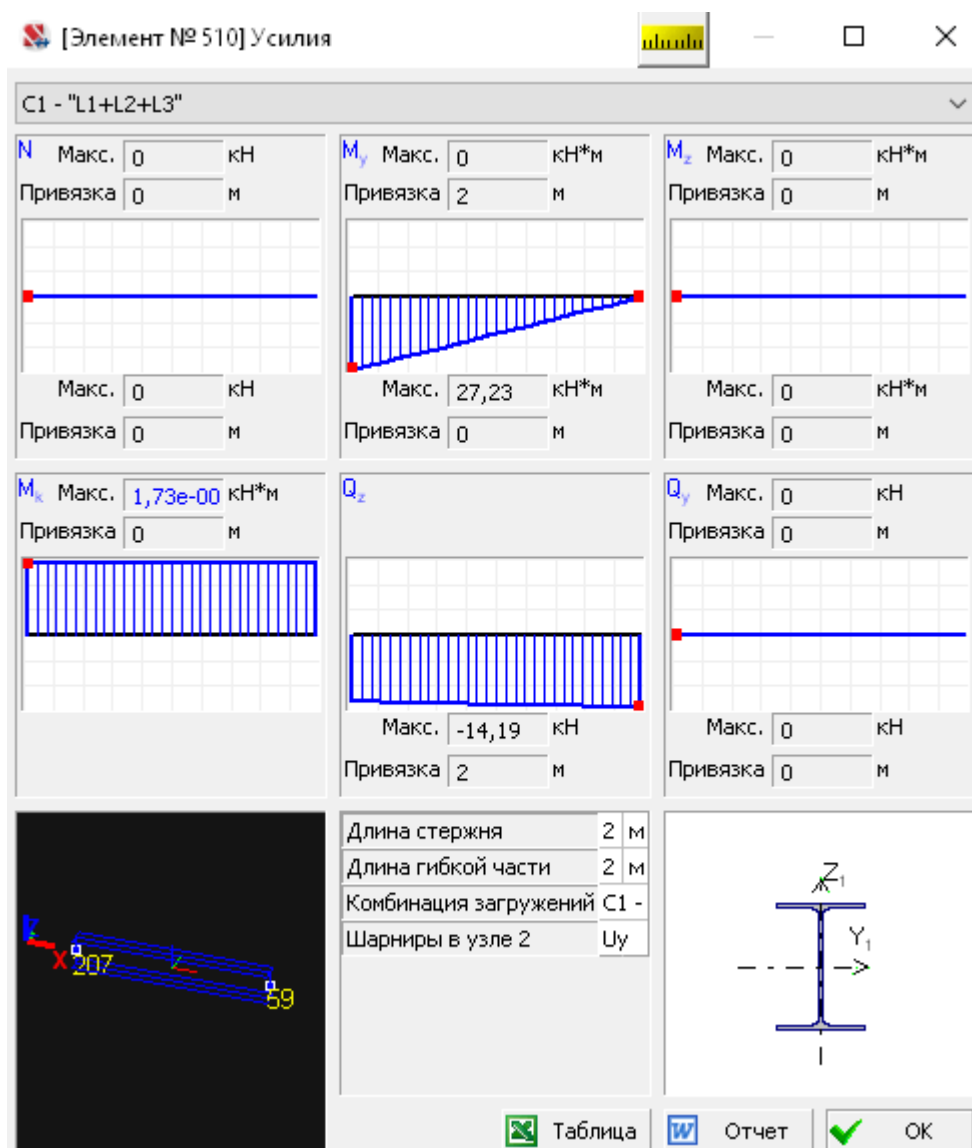 [Элемент № 510] Усилия
C1 - "L1+L2+L3"
N Макс. 0 кН
Привязка 0 м
Макс. 0 кН
Привязка 0 м
My Макс. 0 кН*м
Привязка 2 м
Макс. 27,23 кН*м
Привязка 0 м
Mz Макс. 0 кН*м
Привязка 0 м
Макс. 0 кН*м
Привязка 0 м
Mk Макс. 1,73e-00 кН*м
Привязка 0 м
Qz
Макс. -14,19 кН
Привязка 2 м
Qy Макс. 0 кН
Привязка 0 м
Макс. 0 кН
Привязка 0 м
X
207
59
Длина стержня 2 м
Длина гибкой части 2 м
Комбинация загружений C1 -
Шарниры в узле 2 Uy
Z1
Y1
Таблица
Отчет
OK